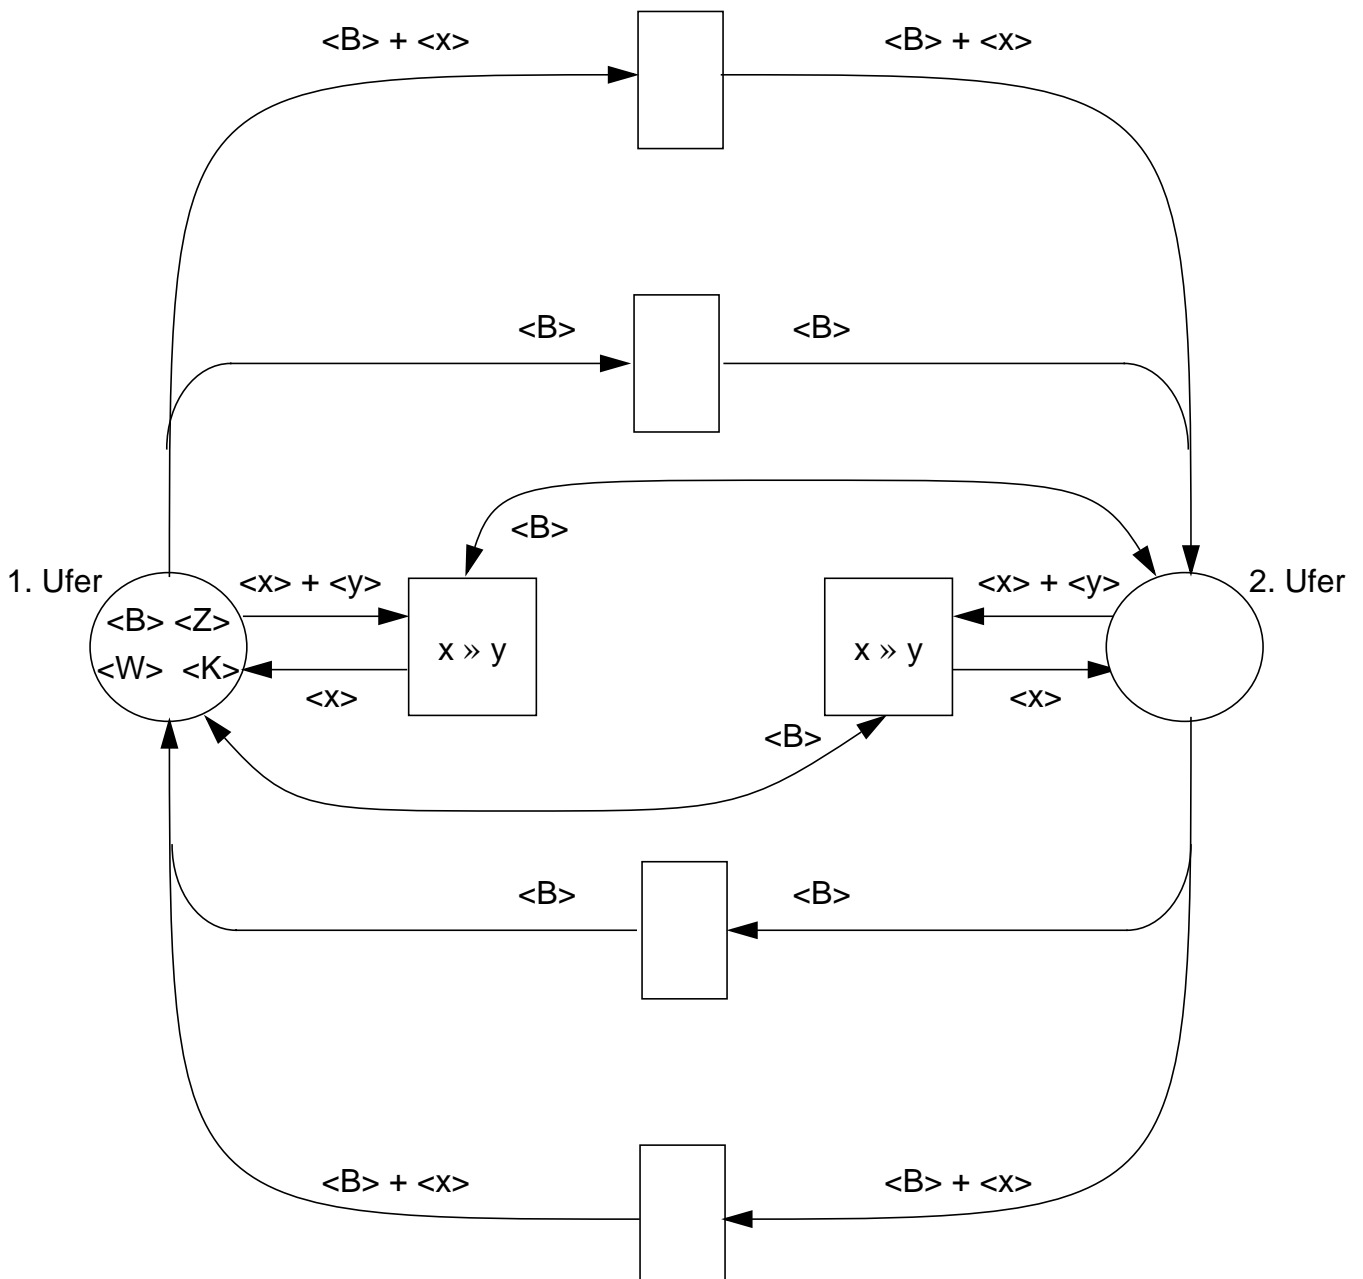 <B> + <x> <B> + <x>
<B> <B>
<B>
1. Ufer <x> + <y> <x> + <y> 2. Ufer
<B> <Z>
x » y x » y
<W> <K>
<x> <x>
<B>
<B> <B>
<B> + <x> <B> + <x>